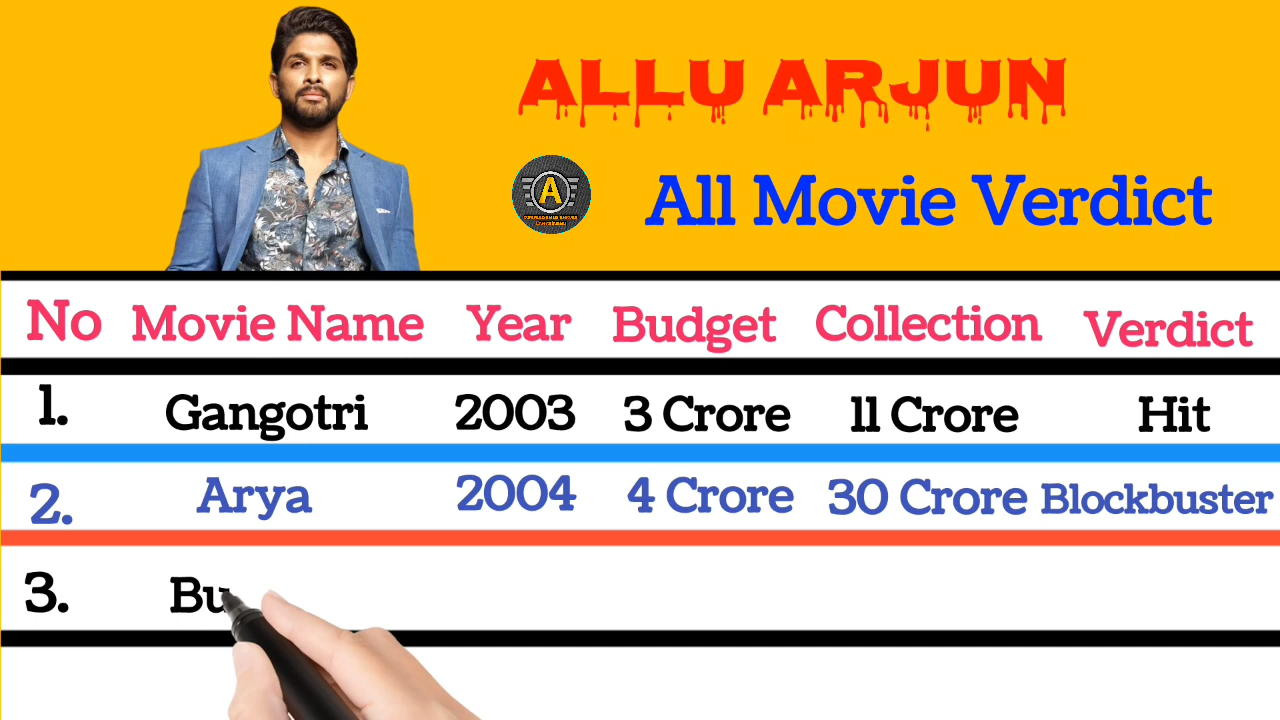 ALLU ARJUN
A
All Movie Verdict
No Movie Name Year Budget Collection Verdict
1. Gangotri 2003 3 Crore 11 Crore Hit
2. Arya 2004 4 Crore 30 Crore Blockbuster
3. Bu